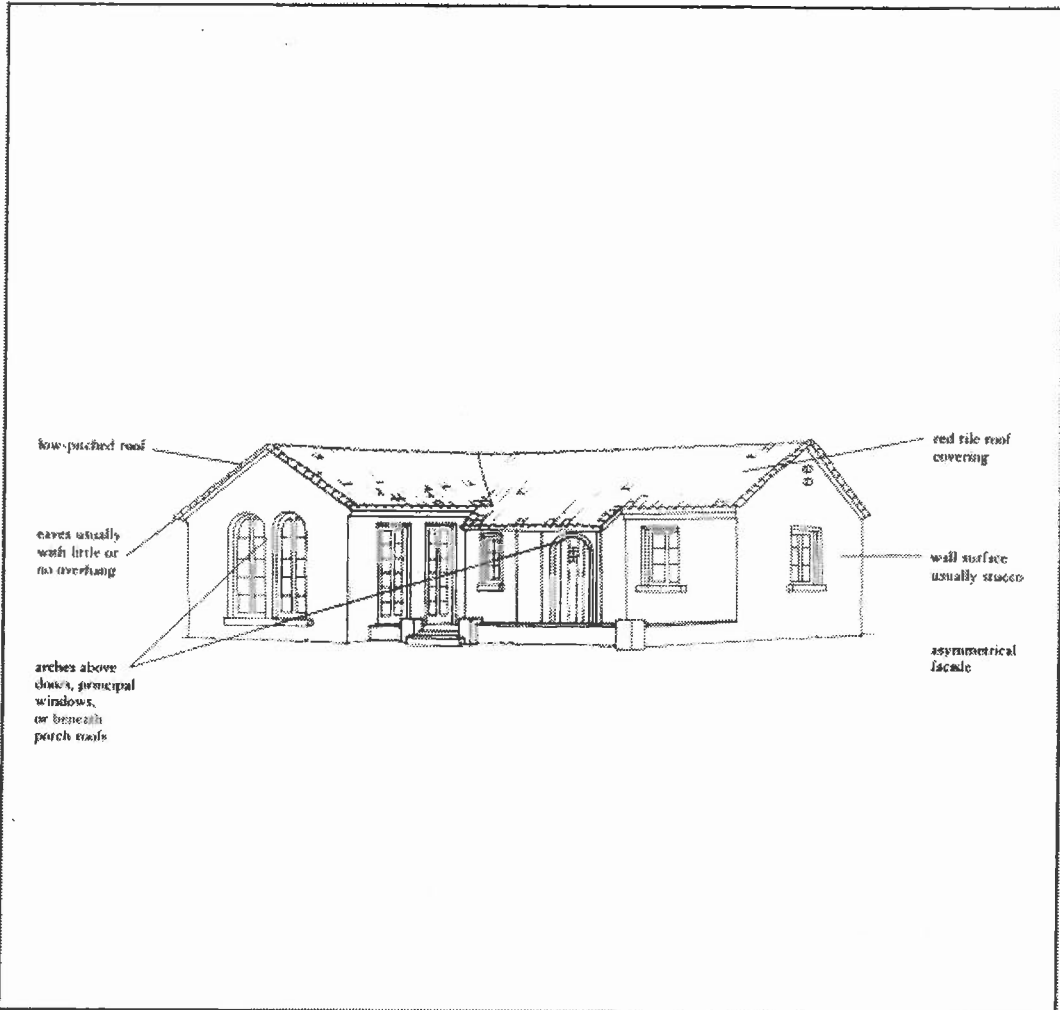 low-pitched roof
eaves usually
with little or
no overhang
arches above
doors, principal
windows,
or beneath
porch roofs
red tile roof
covering
wall surface
usually stucco
asymmetrical
facade